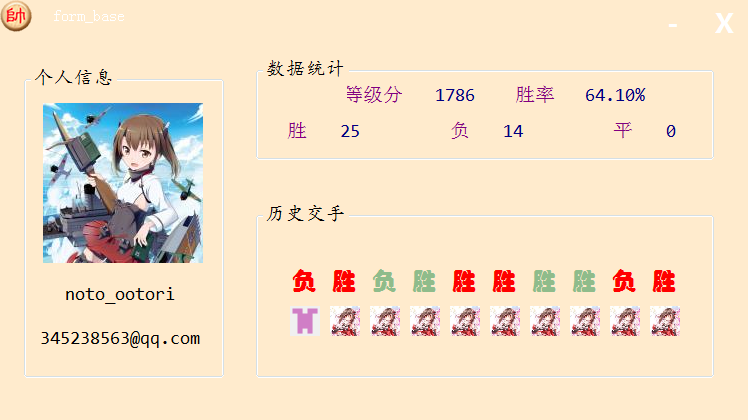 帥 form_base - X
个人信息
noto_ootori
345238563@qq.com
数据统计
等级分 1786 胜率 64.10%
胜 25 负 14 平 0
历史交手
负 胜 负 胜 胜 胜 胜 胜 负 胜